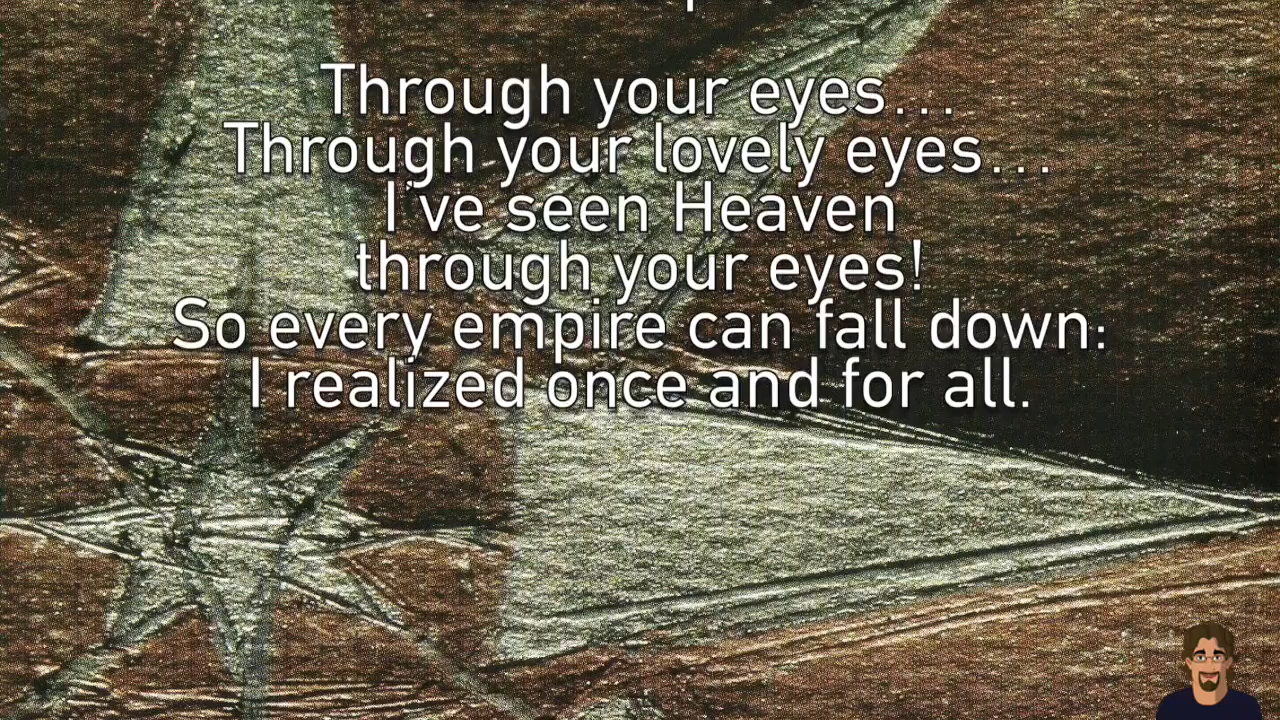 Through your eyes...
Through your lovely eyes...
I've seen Heaven
through your eyes!
So every empire can fall down:
I realized once and for all.